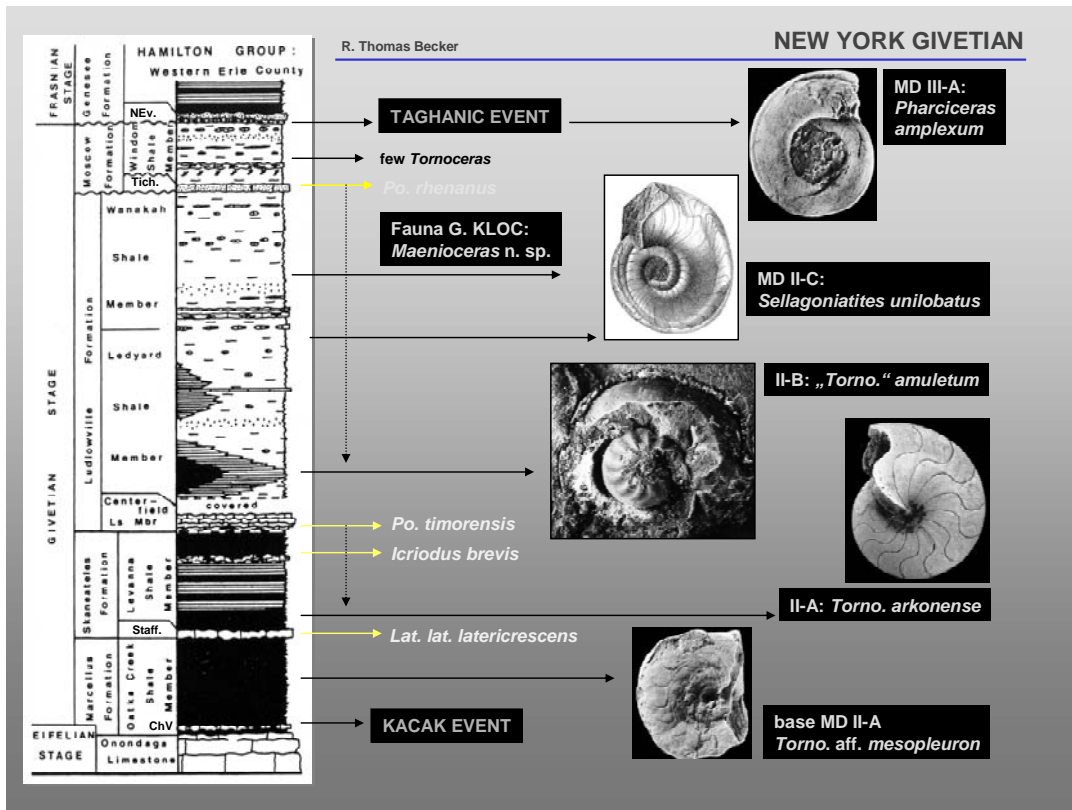 R. Thomas Becker
NEW YORK GIVETIAN
HAMILTON GROUP:
Western Erie County
FRASNIAN
STAGE
Genesee
Formation
NEv.
GIVETIAN STAGE
Moscow
Formation
Windom
Shale
Member
Tich.
Ludlowville Formation
Wanakah
Shale
Member
Ledyard
Shale
Member
Center-
field
Ls Mbr
covered
Skaneateles
Formation
Levanna
Shale
Member
Staff.
Marcellus
Formation
Oatka Creek
Shale
Member
ChV
EIFELIAN
STAGE
Onondaga
Limestone
TAGHANIC EVENT
MD III-A:
Pharciceras
amplexum
few Tornoceras
Po. rhenanus
Fauna G. KLOC:
Maenioceras n. sp.
MD II-C:
Sellagoniatites unilobatus
II-B: „Torno.“ amuletum
Po. timorensis
Icriodus brevis
II-A: Torno. arkonense
Lat. lat. latericrescens
KACAK EVENT
base MD II-A
Torno. aff. mesopleuron